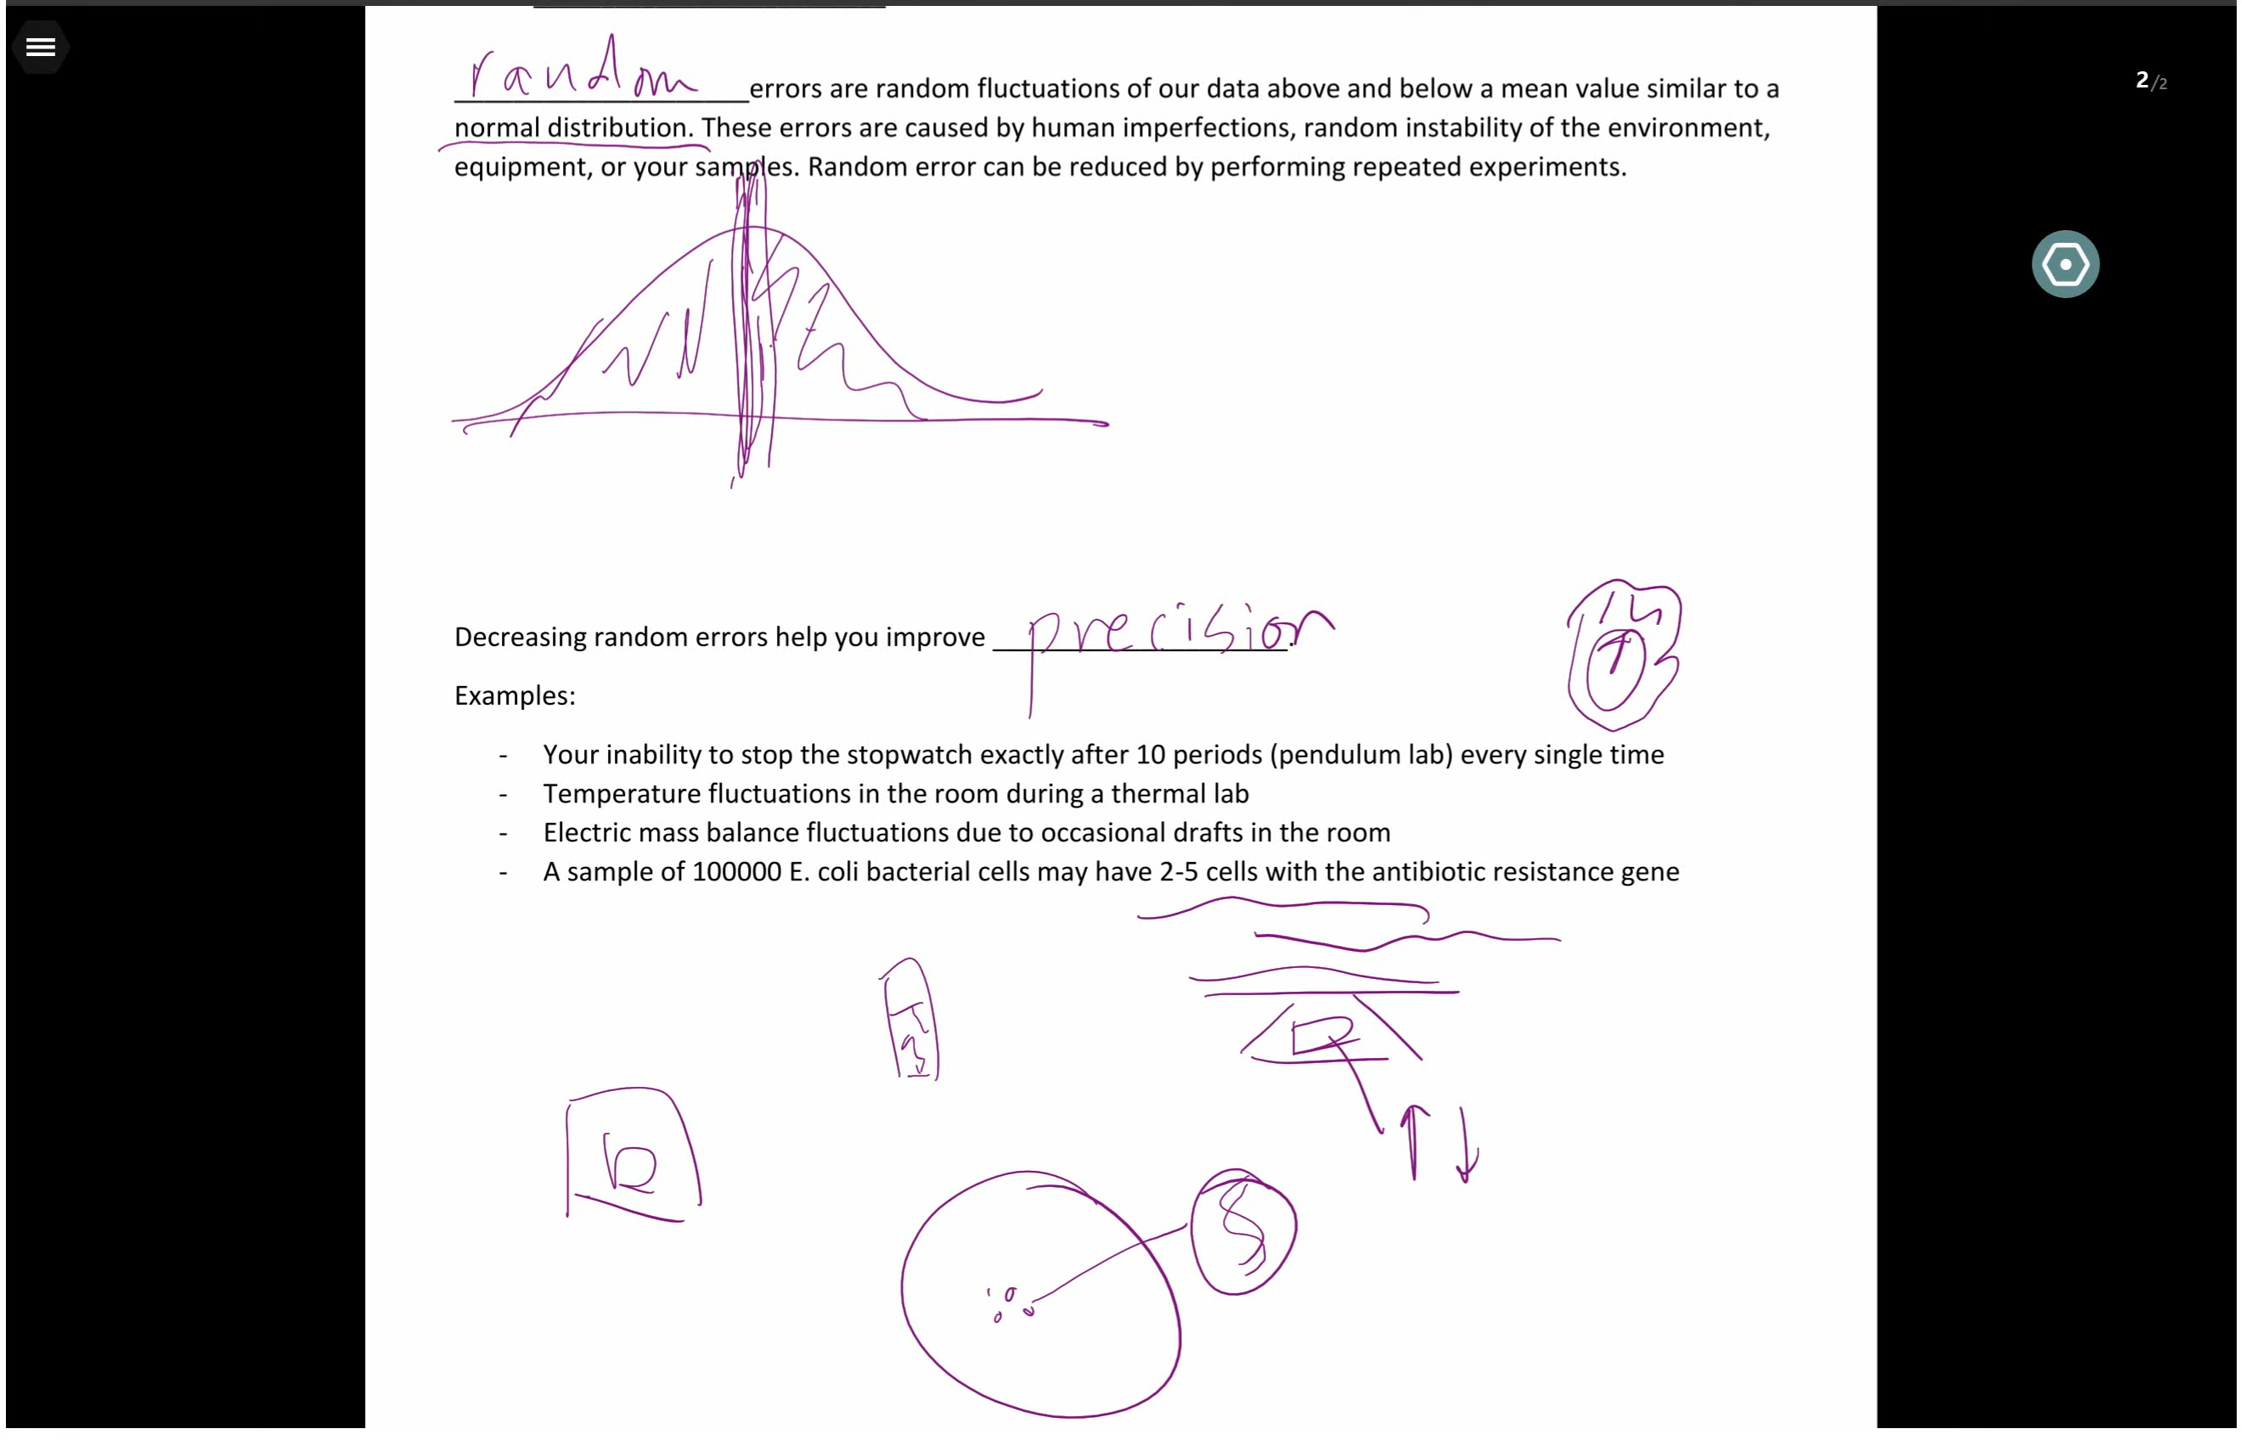 2/2
random errors are random fluctuations of our data above and below a mean value similar to a
normal distribution. These errors are caused by human imperfections, random instability of the environment,
equipment, or your samples. Random error can be reduced by performing repeated experiments.
Decreasing random errors help you improve precision.
Examples:
- Your inability to stop the stopwatch exactly after 10 periods (pendulum lab) every single time
- Temperature fluctuations in the room during a thermal lab
- Electric mass balance fluctuations due to occasional drafts in the room
- A sample of 100000 E. coli bacterial cells may have 2-5 cells with the antibiotic resistance gene